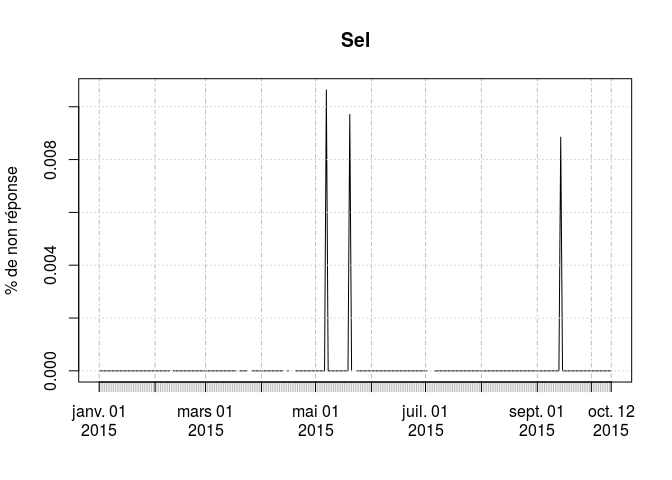 Sel
% de non réponse
0.008
0.004
0.000
janv. 01
2015
mars 01
2015
mai 01
2015
juil. 01
2015
sept. 01
2015
oct. 12
2015